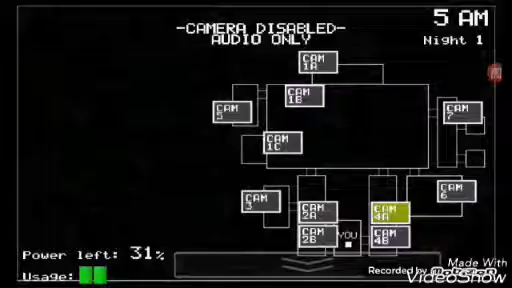 5 AM
-CAMERA DISABLED-
AUDIO ONLY
Night 1
CAM 1A
CAM 1B
CAM 5
CAM 7
CAM 1C
CAM 3
CAM 6
CAM 2A
CAM 4A
CAM 2B
YOU
CAM 4B
Power left: 31%
Usage:
Made With
Recorded by
VideoShow